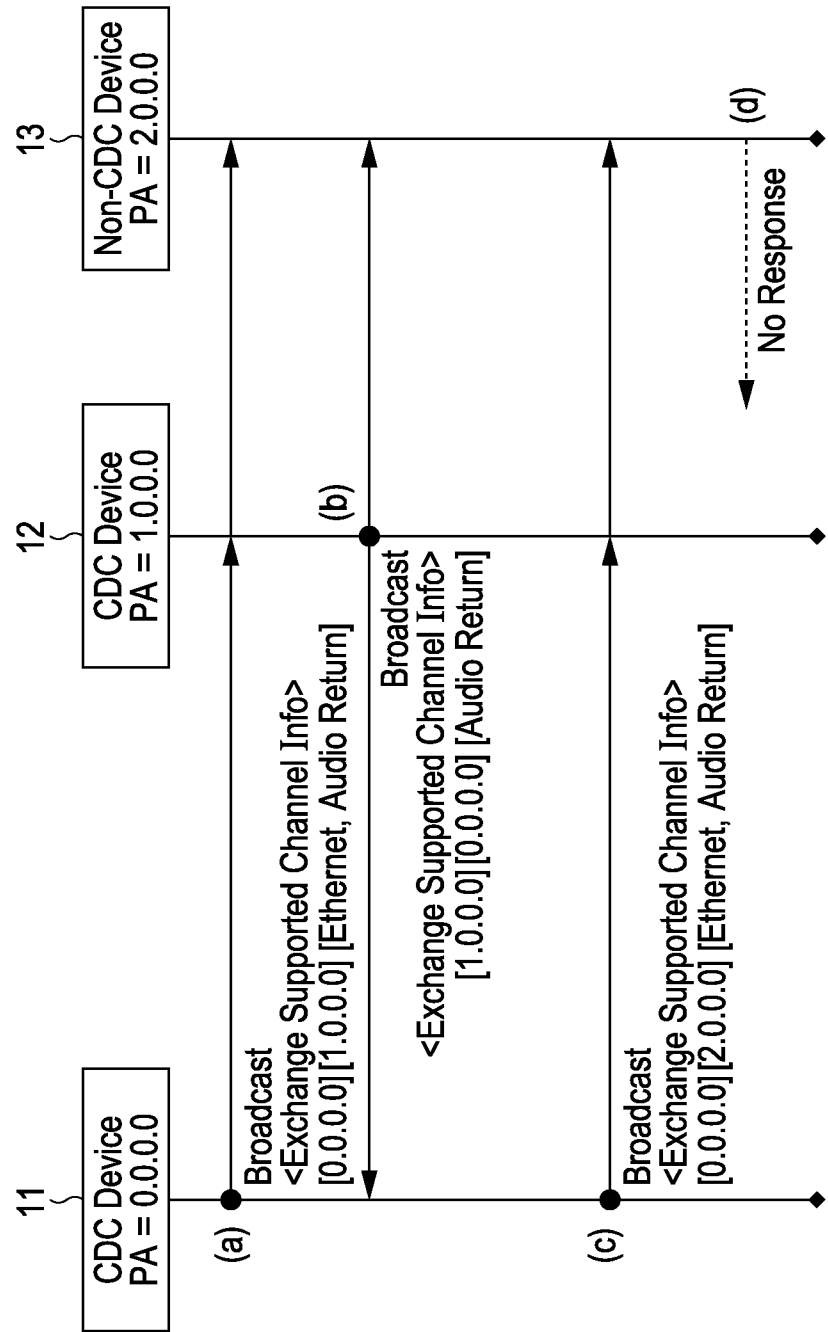 11
CDC Device
PA = 0.0.0.0
12
CDC Device
PA = 1.0.0.0
13
Non-CDC Device
PA = 2.0.0.0
(a)
Broadcast
<Exchange Supported Channel Info>
[0.0.0.0][1.0.0.0] [Ethernet, Audio Return]
(b)
Broadcast
<Exchange Supported Channel Info>
[1.0.0.0][0.0.0.0] [Audio Return]
(c)
Broadcast
<Exchange Supported Channel Info>
[0.0.0.0][2.0.0.0] [Ethernet, Audio Return]
(d)
No Response